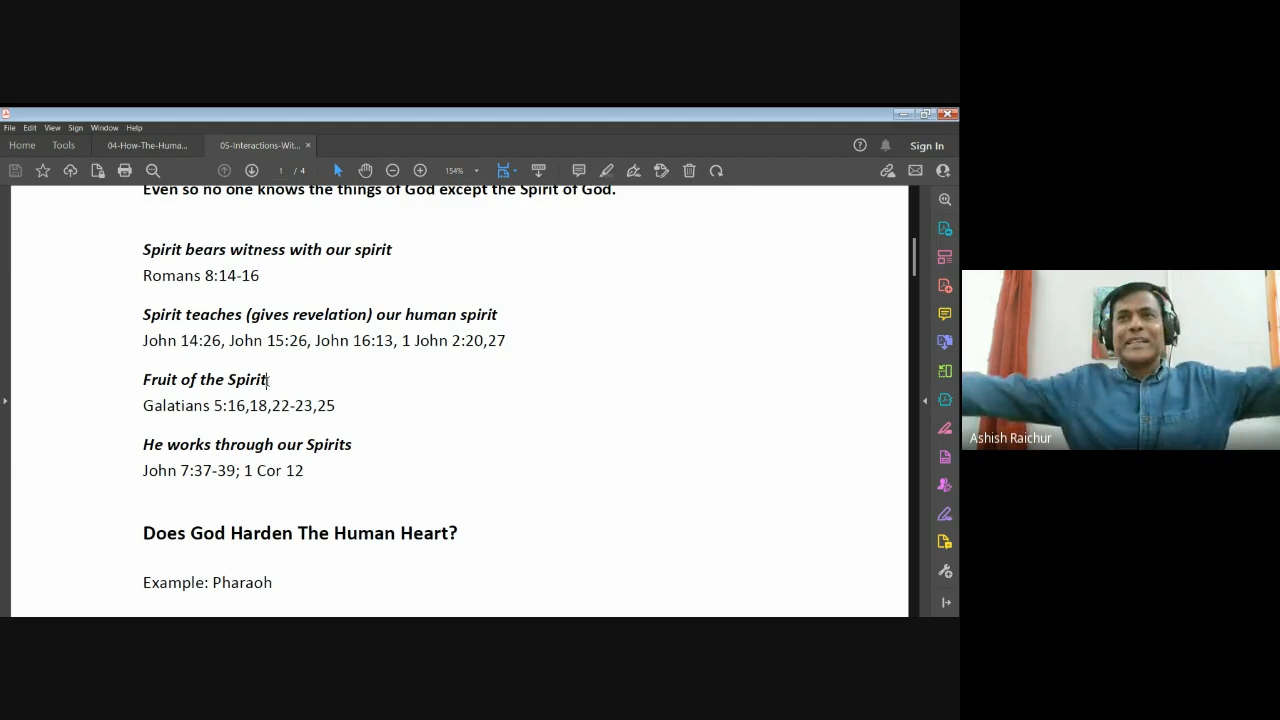 File Edit View Sign Window Help
Home Tools 04-How-The-Huma... 05-Interactions-Wit... × Sign In
1 / 4 154%
Even so no one knows the things of God except the Spirit of God.
Spirit bears witness with our spirit
Romans 8:14-16
Spirit teaches (gives revelation) our human spirit
John 14:26, John 15:26, John 16:13, 1 John 2:20,27
Fruit of the Spirit
Galatians 5:16,18,22-23,25
He works through our Spirits
John 7:37-39; 1 Cor 12
Does God Harden The Human Heart?
Example: Pharaoh
Ashish Raichur